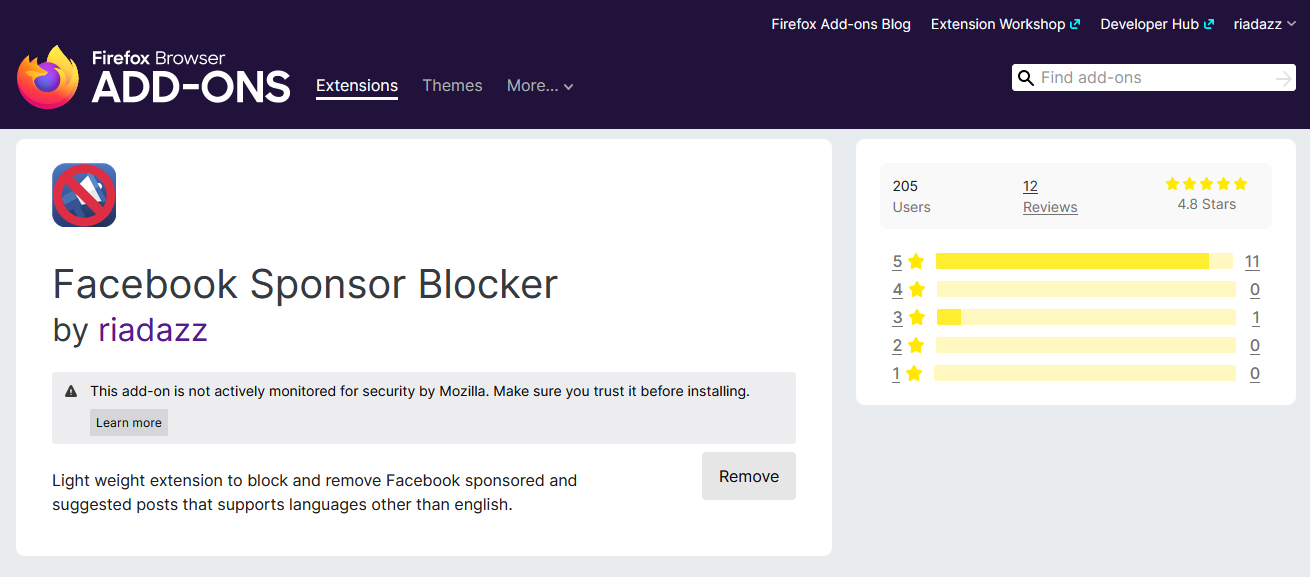 Firefox Add-ons Blog Extension Workshop Developer Hub riadazz
Firefox Browser
ADD-ONS
Extensions Themes More...
Find add-ons
Facebook Sponsor Blocker
by riadazz
This add-on is not actively monitored for security by Mozilla. Make sure you trust it before installing.
Learn more
Light weight extension to block and remove Facebook sponsored and
suggested posts that supports languages other than english.
Remove
205 12
Users Reviews 4.8 Stars
5 11
4 0
3 1
2 0
1 0